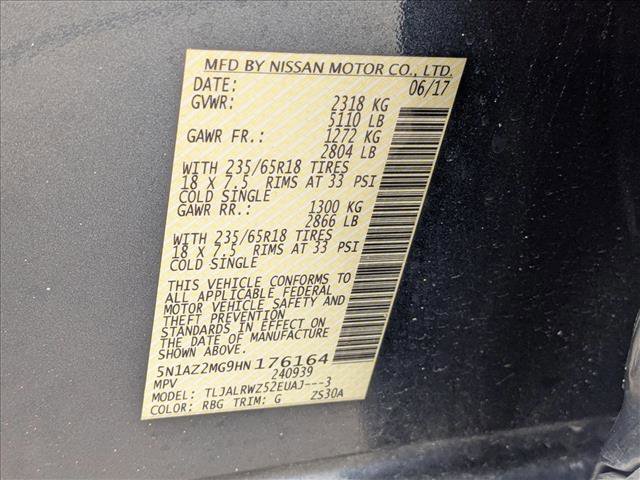 MFD BY NISSAN MOTOR CO., LTD.
DATE: 06/17
GVWR: 2318 KG
5110 LB
GAWR FR.: 1272 KG
2804 LB
WITH 235/65R18 TIRES
18 X 7.5 RIMS AT 33 PSI
COLD SINGLE
GAWR RR.: 1300 KG
2866 LB
WITH 235/65R18 TIRES
18 X 7.5 RIMS AT 33 PSI
COLD SINGLE
THIS VEHICLE CONFORMS TO
ALL APPLICABLE FEDERAL
MOTOR VEHICLE SAFETY AND
THEFT PREVENTION
STANDARDS IN EFFECT ON
THE DATE OF MANUFACTURE
SHOWN ABOVE.
5N1AZ2MG9HN 176164
MPV 240939
MODEL: TLJALRWZ52EUAJ---3
COLOR: RBG TRIM: G ZS30A